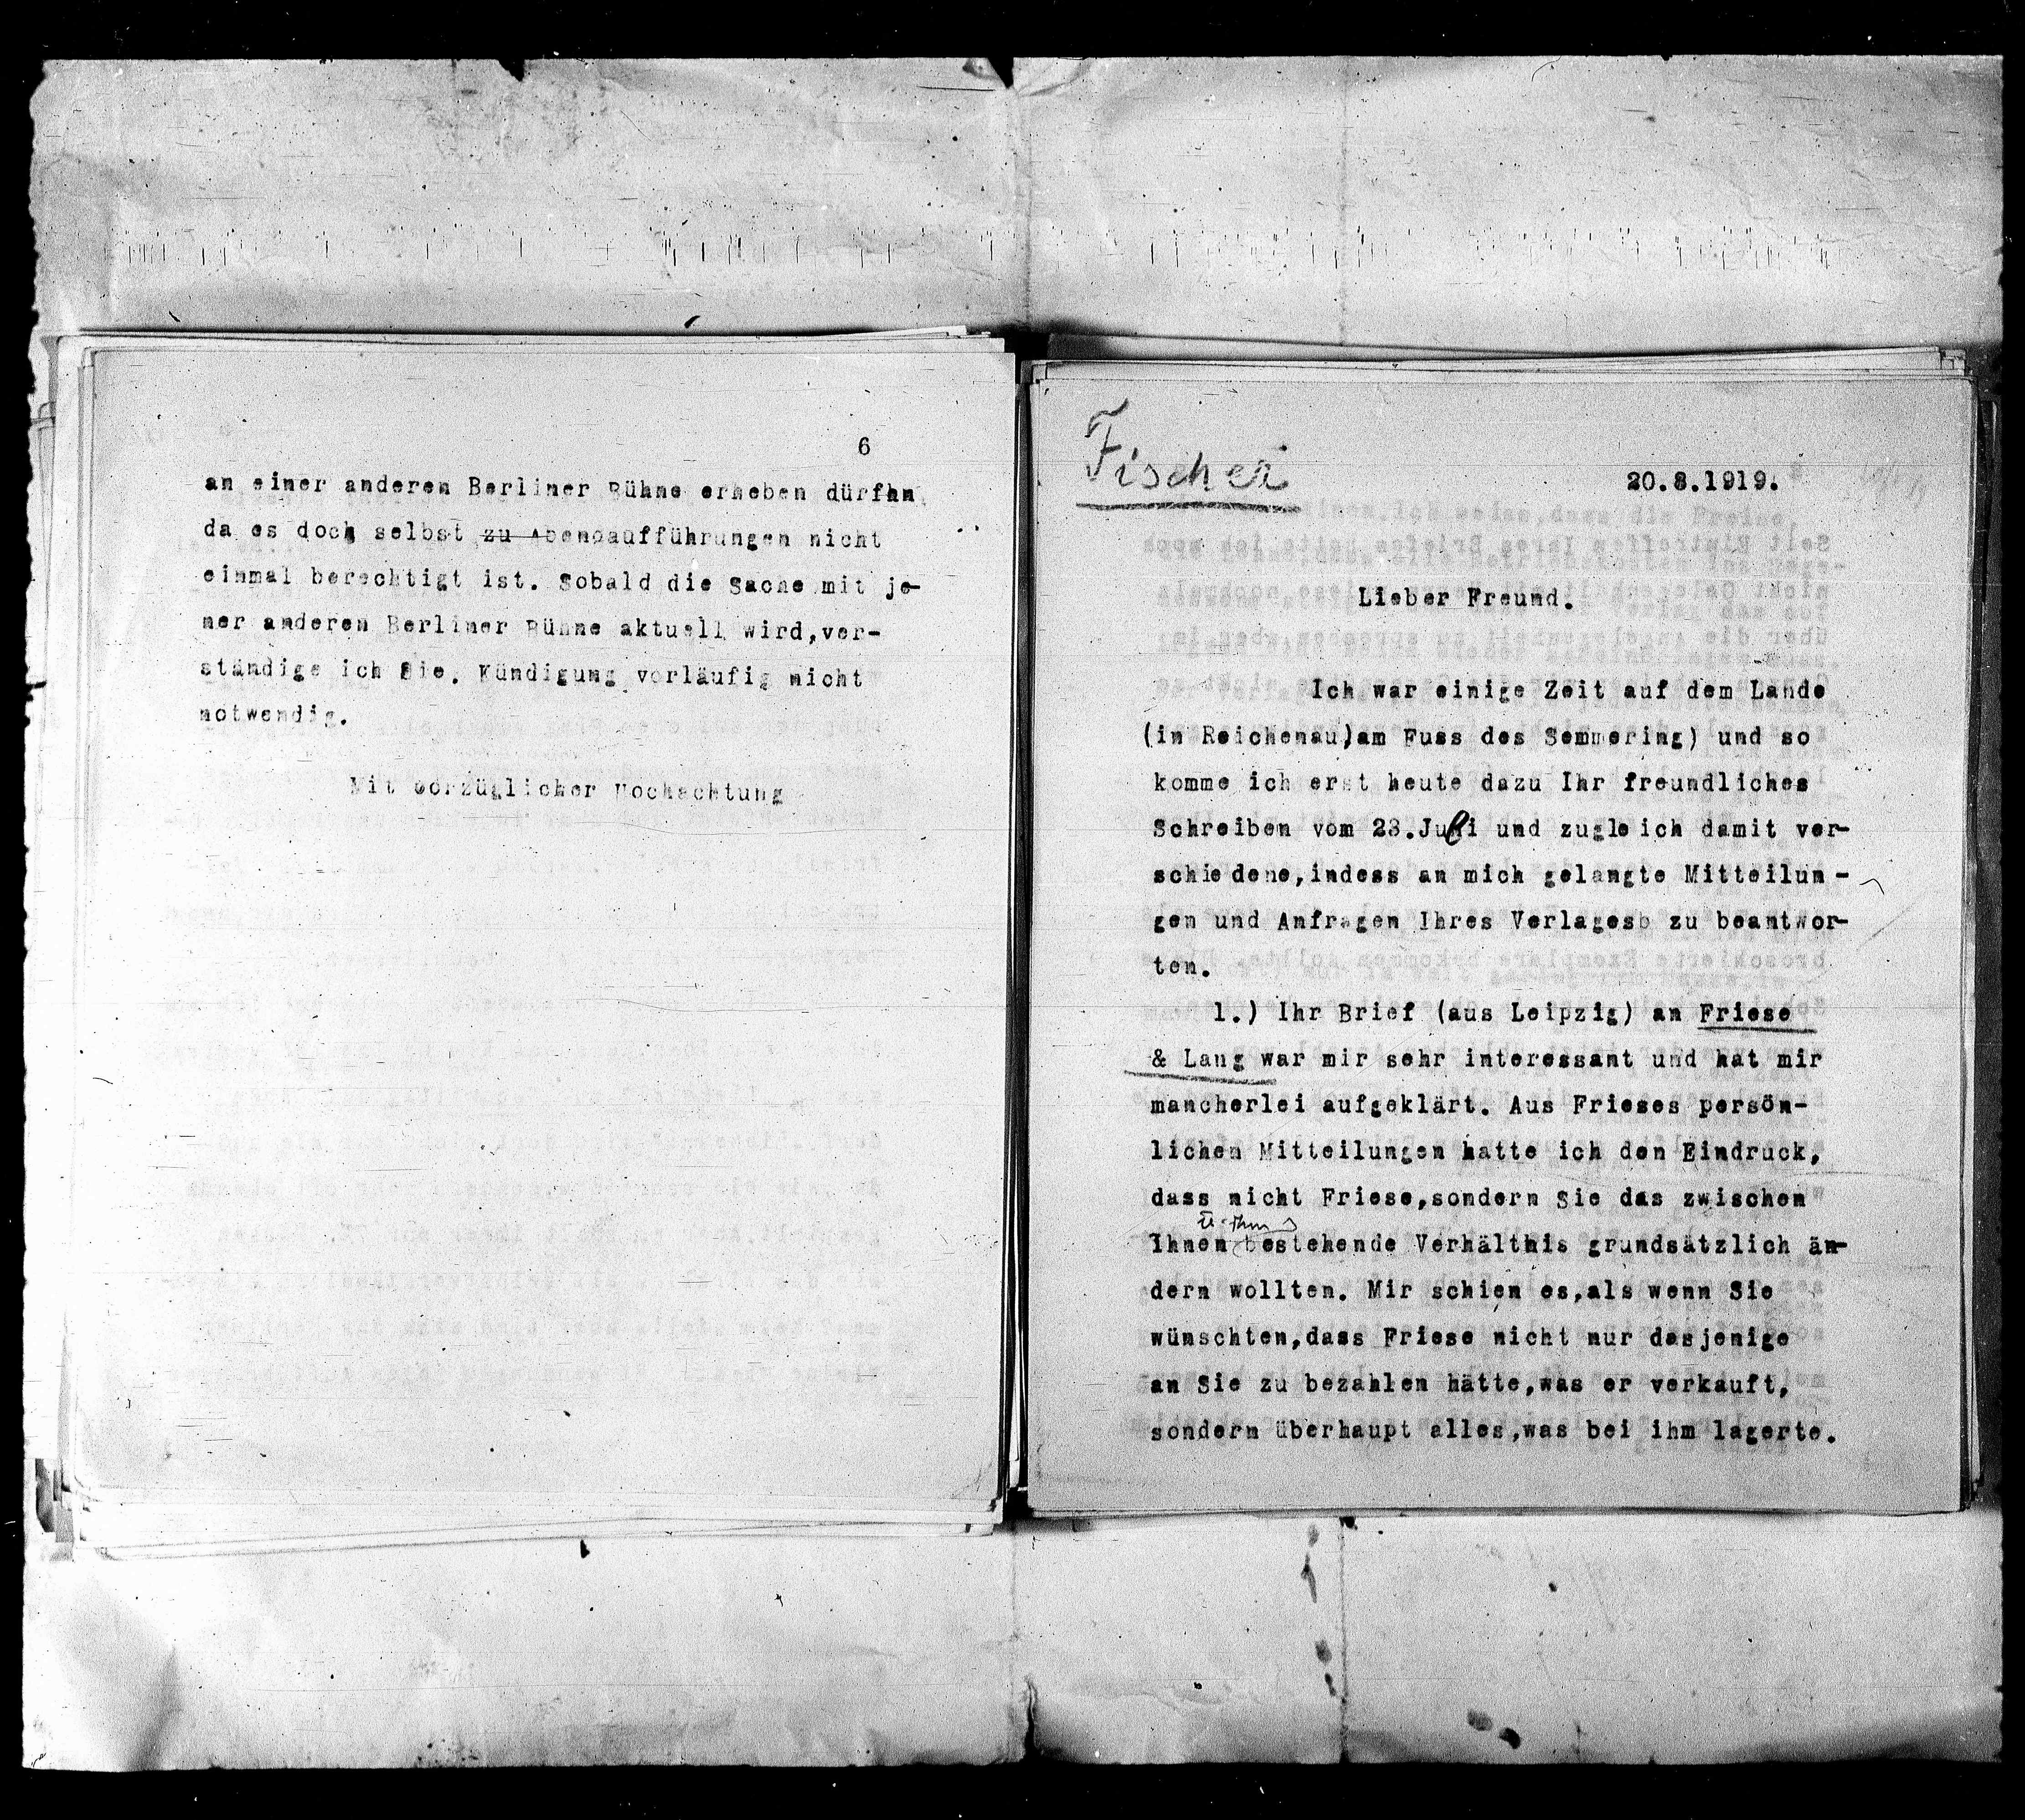 6
an einer anderen Berliner Bühne erheben dürfhn,
da es doch selbst zu Abendaufführungen nicht
einmal berechtigt ist. Sobald die Sache mit je-
ner anderen Berliner Bühne aktuell wird,ver-
ständige ich Sie. Kündigung vorläufig nicht
notwendig.
Mit vorzüglicher Hochachtung
Fischer
20.8.1919.
Lieber Freund.
Ich war einige Zeit auf dem Lande
(in Reichenau)am Fuss des Semmering) und so
komme ich erst heute dazu Ihr freundliches
Schreiben vom 23.Juli und zugleich damit ver-
schiedene,indess an mich gelangte Mitteilun-
gen und Anfragen Ihres Verlages zu beantwor-
ten.
1.) Ihr Brief (aus Leipzig) an Friese
& Lang war mir sehr interessant und hat mir
mancherlei aufgeklärt. Aus Frieses persön-
lichen Mitteilungen hatte ich den Eindruck,
dass nicht Friese,sondern Sie das zwischen
u. ihm
Ihnen bestehende Verhältnis grundsätzlich än-
dern wollten. Mir schien es,als wenn Sie
wünschten,dass Friese nicht nur dasjenige
an Sie zu bezahlen hätte,was er verkauft,
sondern überhaupt alles,was bei ihm lagerte.